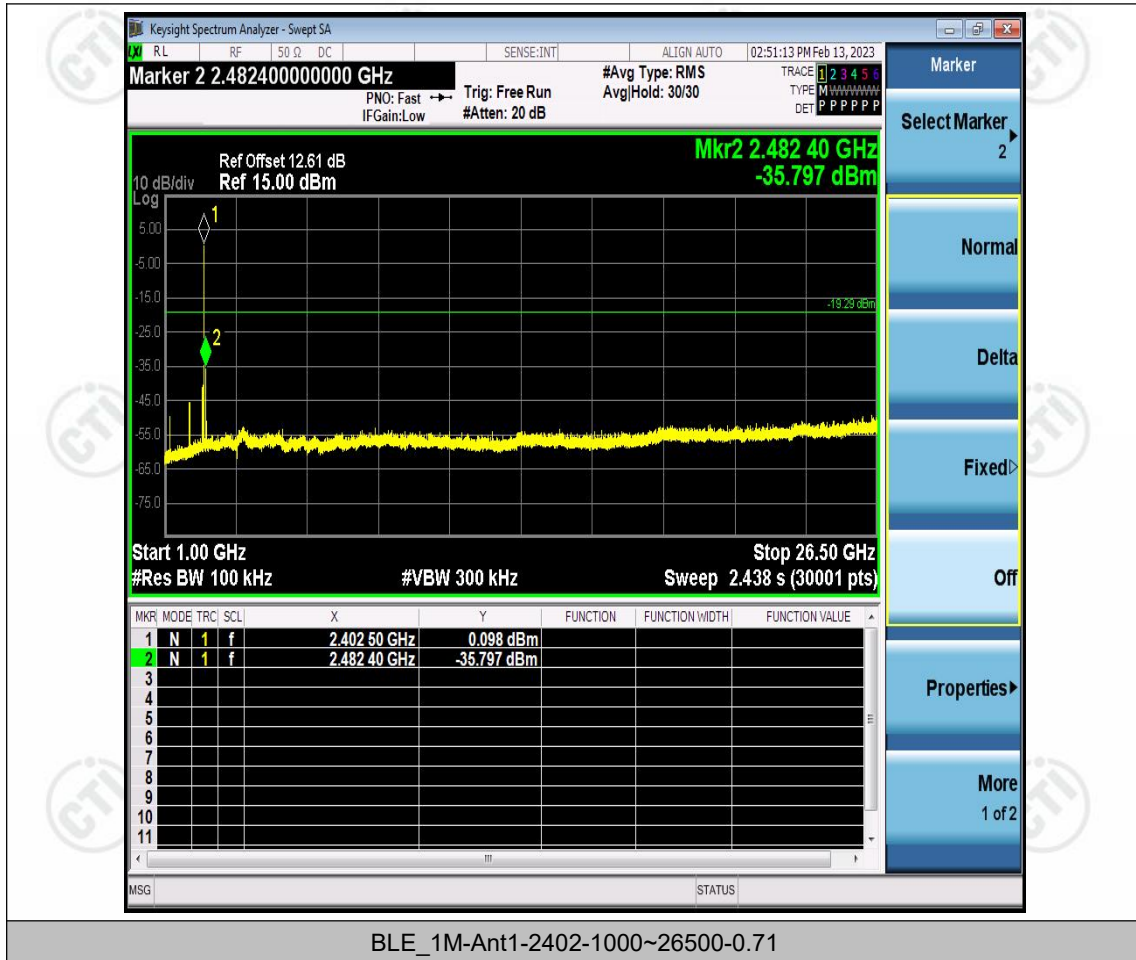 Keysight Spectrum Analyzer - Swept SA
LXI RL RF 50 Ω DC SENSE:INT ALIGN AUTO 02:51:13 PM Feb 13, 2023
Marker 2 2.482400000000 GHz
PNO: Fast
IFGain:Low
Trig: Free Run
#Atten: 20 dB
#Avg Type: RMS
Avg|Hold: 30/30
TRACE 1 2 3 4 5 6
TYPE M WWWWW
DET P P P P P P
Mkr2 2.482 40 GHz
-35.797 dBm
Ref Offset 12.61 dB
10 dB/div Ref 15.00 dBm
Log
1
5.00
-5.00
-15.0
-19.29 dBm
-25.0
2
-35.0
-45.0
-55.0
-65.0
-75.0
Start 1.00 GHz Stop 26.50 GHz
#Res BW 100 kHz #VBW 300 kHz Sweep 2.438 s (30001 pts)
MKR MODE TRC SCL X Y FUNCTION FUNCTION WIDTH FUNCTION VALUE
1 N 1 f 2.402 50 GHz 0.098 dBm
2 N 1 f 2.482 40 GHz -35.797 dBm
3
4
5
6
7
8
9
10
11
MSG STATUS
Marker
Select Marker
2
Normal
Delta
Fixed
Off
Properties
More
1 of 2
BLE_1M-Ant1-2402-1000~26500-0.71
CTI
CTI
CTI
CTI
CTI
CTI